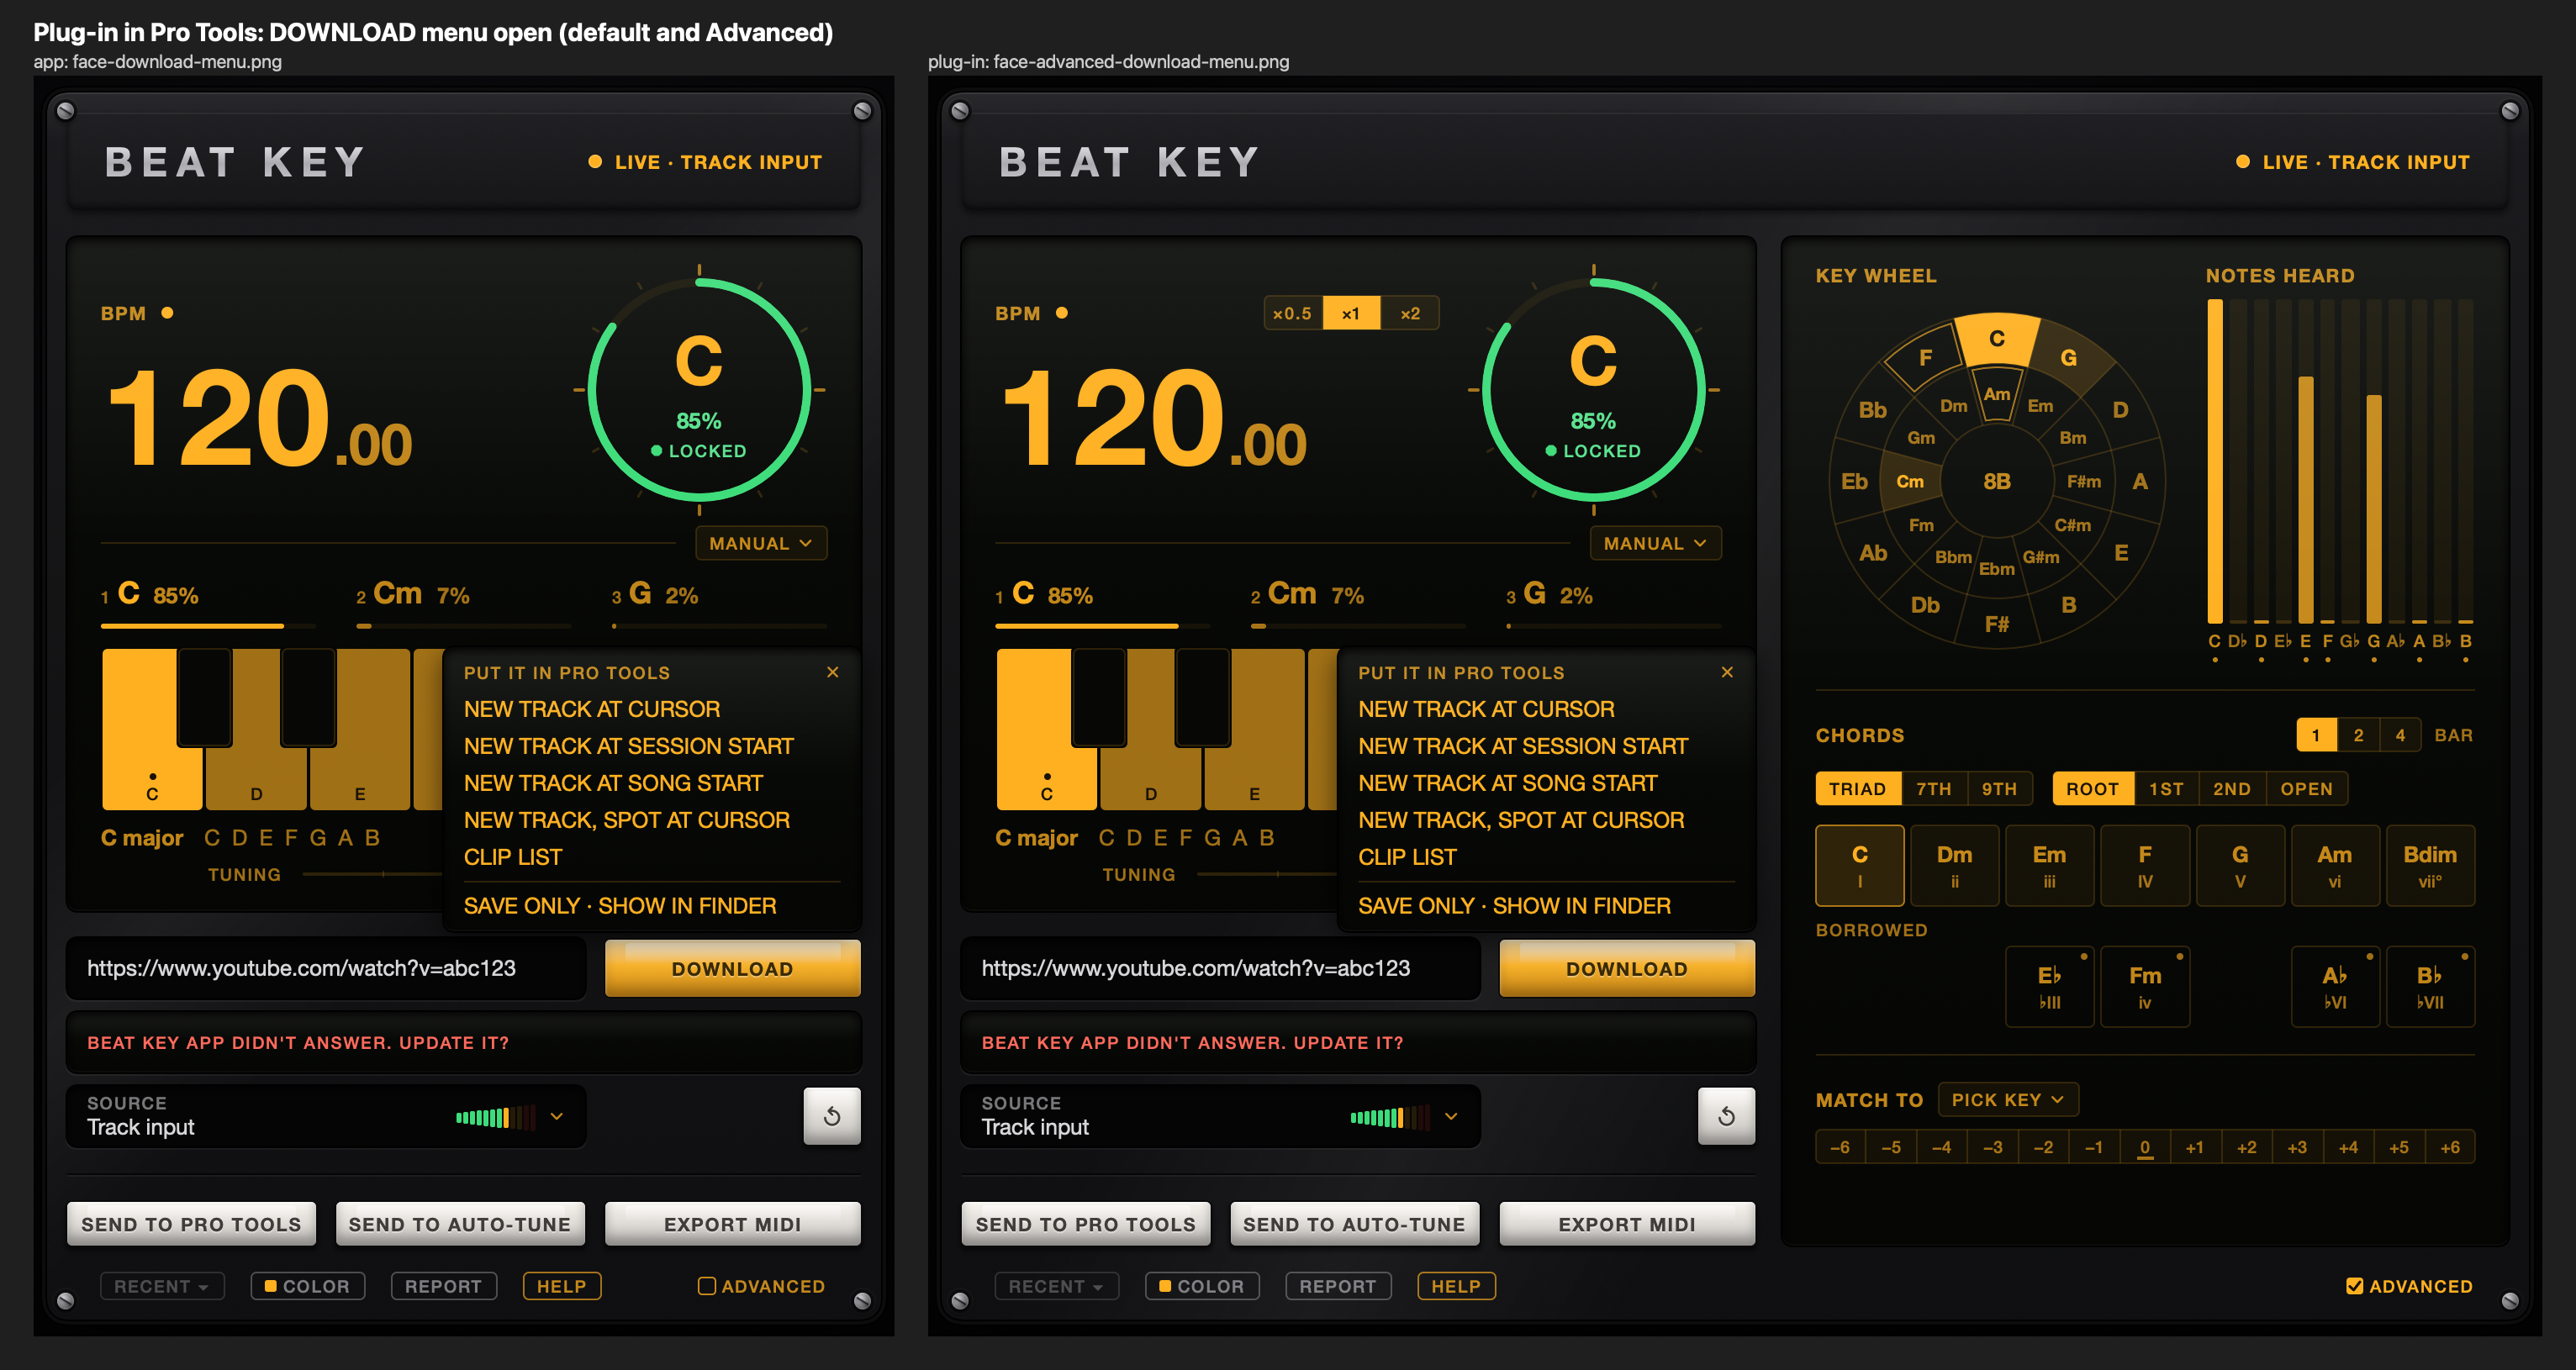 Plug-in in Pro Tools: DOWNLOAD menu open (default and Advanced)
app: face-download-menu.png
BEAT KEY
LIVE · TRACK INPUT
BPM
120.00
C
85%
LOCKED
MANUAL
1 C 85%
2 Cm 7%
3 G 2%
C
D
E
C major C D E F G A B
TUNING
PUT IT IN PRO TOOLS ×
NEW TRACK AT CURSOR
NEW TRACK AT SESSION START
NEW TRACK AT SONG START
NEW TRACK, SPOT AT CURSOR
CLIP LIST
SAVE ONLY · SHOW IN FINDER
https://www.youtube.com/watch?v=abc123
DOWNLOAD
BEAT KEY APP DIDN'T ANSWER. UPDATE IT?
SOURCE
Track input
SEND TO PRO TOOLS
SEND TO AUTO-TUNE
EXPORT MIDI
RECENT
COLOR
REPORT
HELP
ADVANCED
plug-in: face-advanced-download-menu.png
BEAT KEY
LIVE · TRACK INPUT
BPM
×0.5 ×1 ×2
120.00
C
85%
LOCKED
MANUAL
1 C 85%
2 Cm 7%
3 G 2%
C
D
E
C major C D E F G A B
TUNING
PUT IT IN PRO TOOLS ×
NEW TRACK AT CURSOR
NEW TRACK AT SESSION START
NEW TRACK AT SONG START
NEW TRACK, SPOT AT CURSOR
CLIP LIST
SAVE ONLY · SHOW IN FINDER
https://www.youtube.com/watch?v=abc123
DOWNLOAD
BEAT KEY APP DIDN'T ANSWER. UPDATE IT?
SOURCE
Track input
SEND TO PRO TOOLS
SEND TO AUTO-TUNE
EXPORT MIDI
RECENT
COLOR
REPORT
HELP
KEY WHEEL
C
F G
Am
Dm Em
Bb D
Gm Bm
Eb Cm 8B F#m A
Fm C#m
Ab E
Bbm G#m
Ebm
Db B
F#
NOTES HEARD
C D♭ D E♭ E F G♭ G A♭ A B♭ B
CHORDS
1 2 4 BAR
TRIAD 7TH 9TH
ROOT 1ST 2ND OPEN
C Dm Em F G Am Bdim
I ii iii IV V vi vii°
BORROWED
E♭ Fm A♭ B♭
♭III iv ♭VI ♭VII
MATCH TO PICK KEY
−6 −5 −4 −3 −2 −1 0 +1 +2 +3 +4 +5 +6
ADVANCED